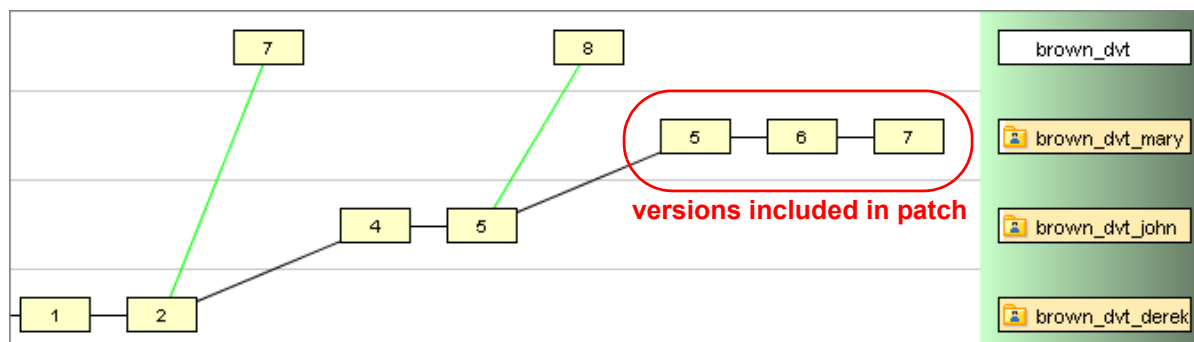 7 8 brown_dvt
5 6 7 brown_dvt_mary
versions included in patch
4 5 brown_dvt_john
1 2 brown_dvt_derek